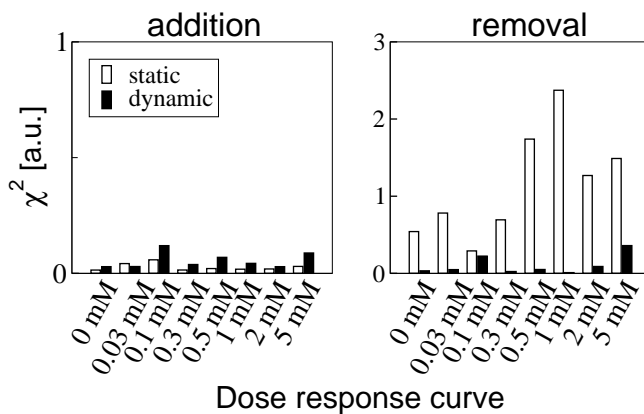 addition
removal
1
0
χ² [a.u.]
static
dynamic
3
2
1
0
0 mM
0.03 mM
0.1 mM
0.3 mM
0.5 mM
1 mM
2 mM
5 mM
0 mM
0.03 mM
0.1 mM
0.3 mM
0.5 mM
1 mM
2 mM
5 mM
Dose response curve